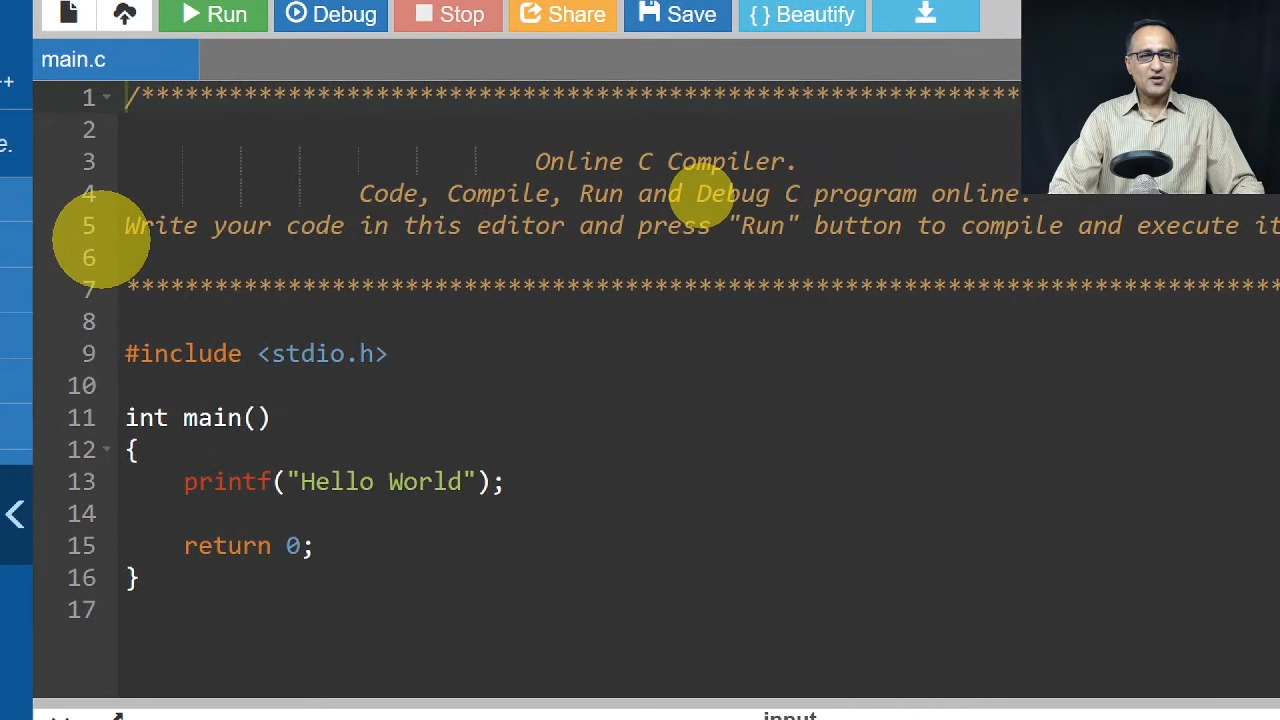 Run Debug Stop Share Save { } Beautify
main.c
1 /************************************************************
2
3 Online C Compiler.
4 Code, Compile, Run and Debug C program online.
5 Write your code in this editor and press "Run" button to compile and execute it
6
7 *******************************************************************************
8
9 #include <stdio.h>
10
11 int main()
12 {
13 printf("Hello World");
14
15 return 0;
16 }
17
input